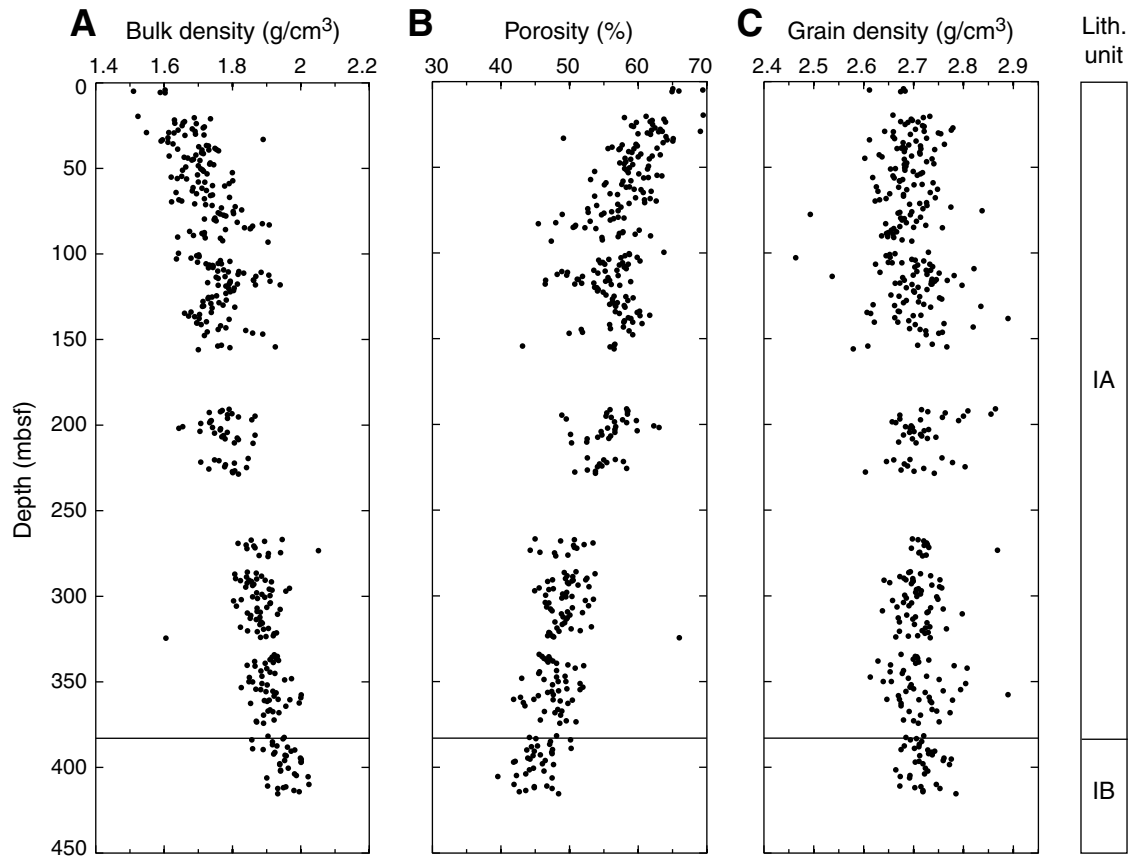 A Bulk density (g/cm³)
1.4 1.6 1.8 2 2.2
B Porosity (%)
30 40 50 60 70
C Grain density (g/cm³)
2.4 2.5 2.6 2.7 2.8 2.9
Lith.
unit
Depth (mbsf)
0
50
100
150
200
250
300
350
400
450
IA
IB